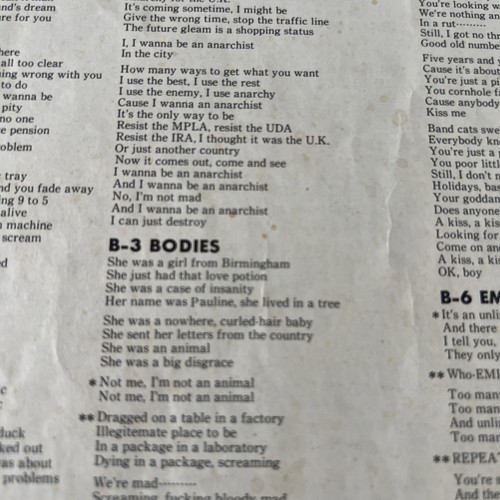 nd's dream
re for you
here
all too clear
ing wrong with you
to do
wanna be
pity
no one
e pension
oblem
tray
nd you fade away
ing 9 to 5
alive
n machine
scream
ed
duck
ked out
as about
problems
It's coming sometime, I might be
Give the wrong time, stop the traffic line
The future gleam is a shopping status
I, I wanna be an anarchist
In the city
How many ways to get what you want
I use the best, I use the rest
I use the enemy, I use anarchy
Cause I wanna an anarchist
It's the only way to be
Resist the MPLA, resist the UDA
Resist the IRA, I thought it was the U.K.
Or just another country
Now it comes out, come and see
I wanna be an anarchist
And I wanna be an anarchist
No, I'm not mad
And I wanna be an anarchist
I can just destroy
B-3 BODIES
She was a girl from Birmingham
She just had that love potion
She was a case of insanity
Her name was Pauline, she lived in a tree
She was a nowhere, curled-hair baby
She sent her letters from the country
She was an animal
She was a big disgrace
* Not me, I'm not an animal
Not me, I'm not an animal
** Dragged on a table in a factory
Illegitemate place to be
In a package in a laboratory
Dying in a package, screaming
We're mad---------
Screaming, fucking bloody mad
You're looking
We're nothing an
In a rut--------
Still, I got no thr
Good old numbe
Five years and y
Cause it's about
You're just a pi
You cornhole f
Cause anybody
Kiss me
Band cats swe
Everybody kn
You're just a
You poor littl
Still, I don't n
Holidays, ba
Your goddan
Does anyone
A kiss, a kis
Looking for
Come on an
A kiss, a kis
OK, boy
B-6 EM
* It's an unli
And there
I tell you,
They only
** Who-EMI
Too man
Too man
And unli
Too man
** REPEA
You're t
And the